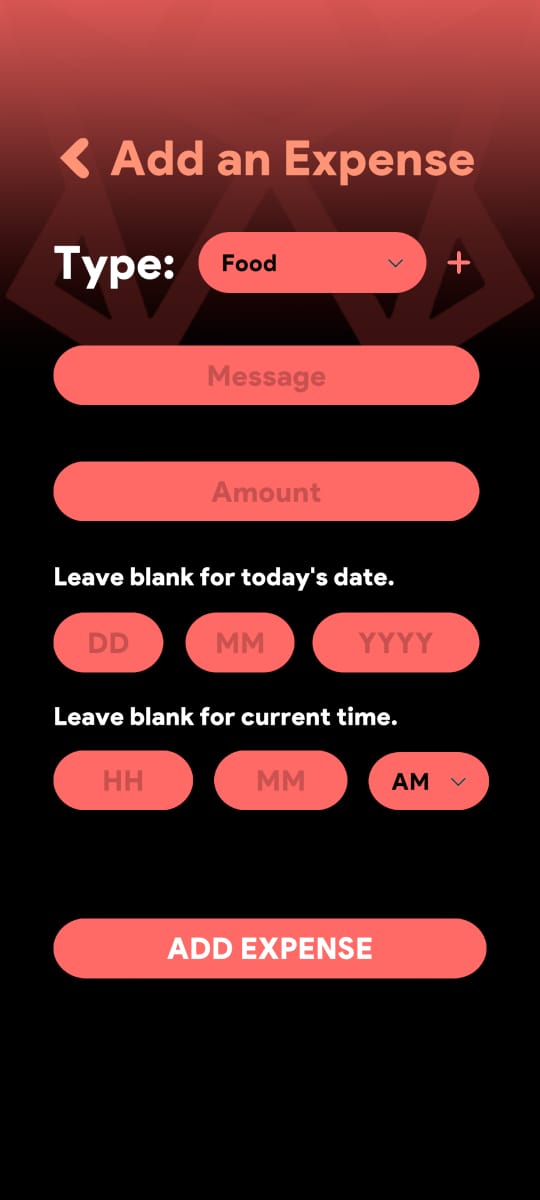 Add an Expense
Type: Food
Message
Amount
Leave blank for today's date.
DD MM YYYY
Leave blank for current time.
HH MM AM
ADD EXPENSE